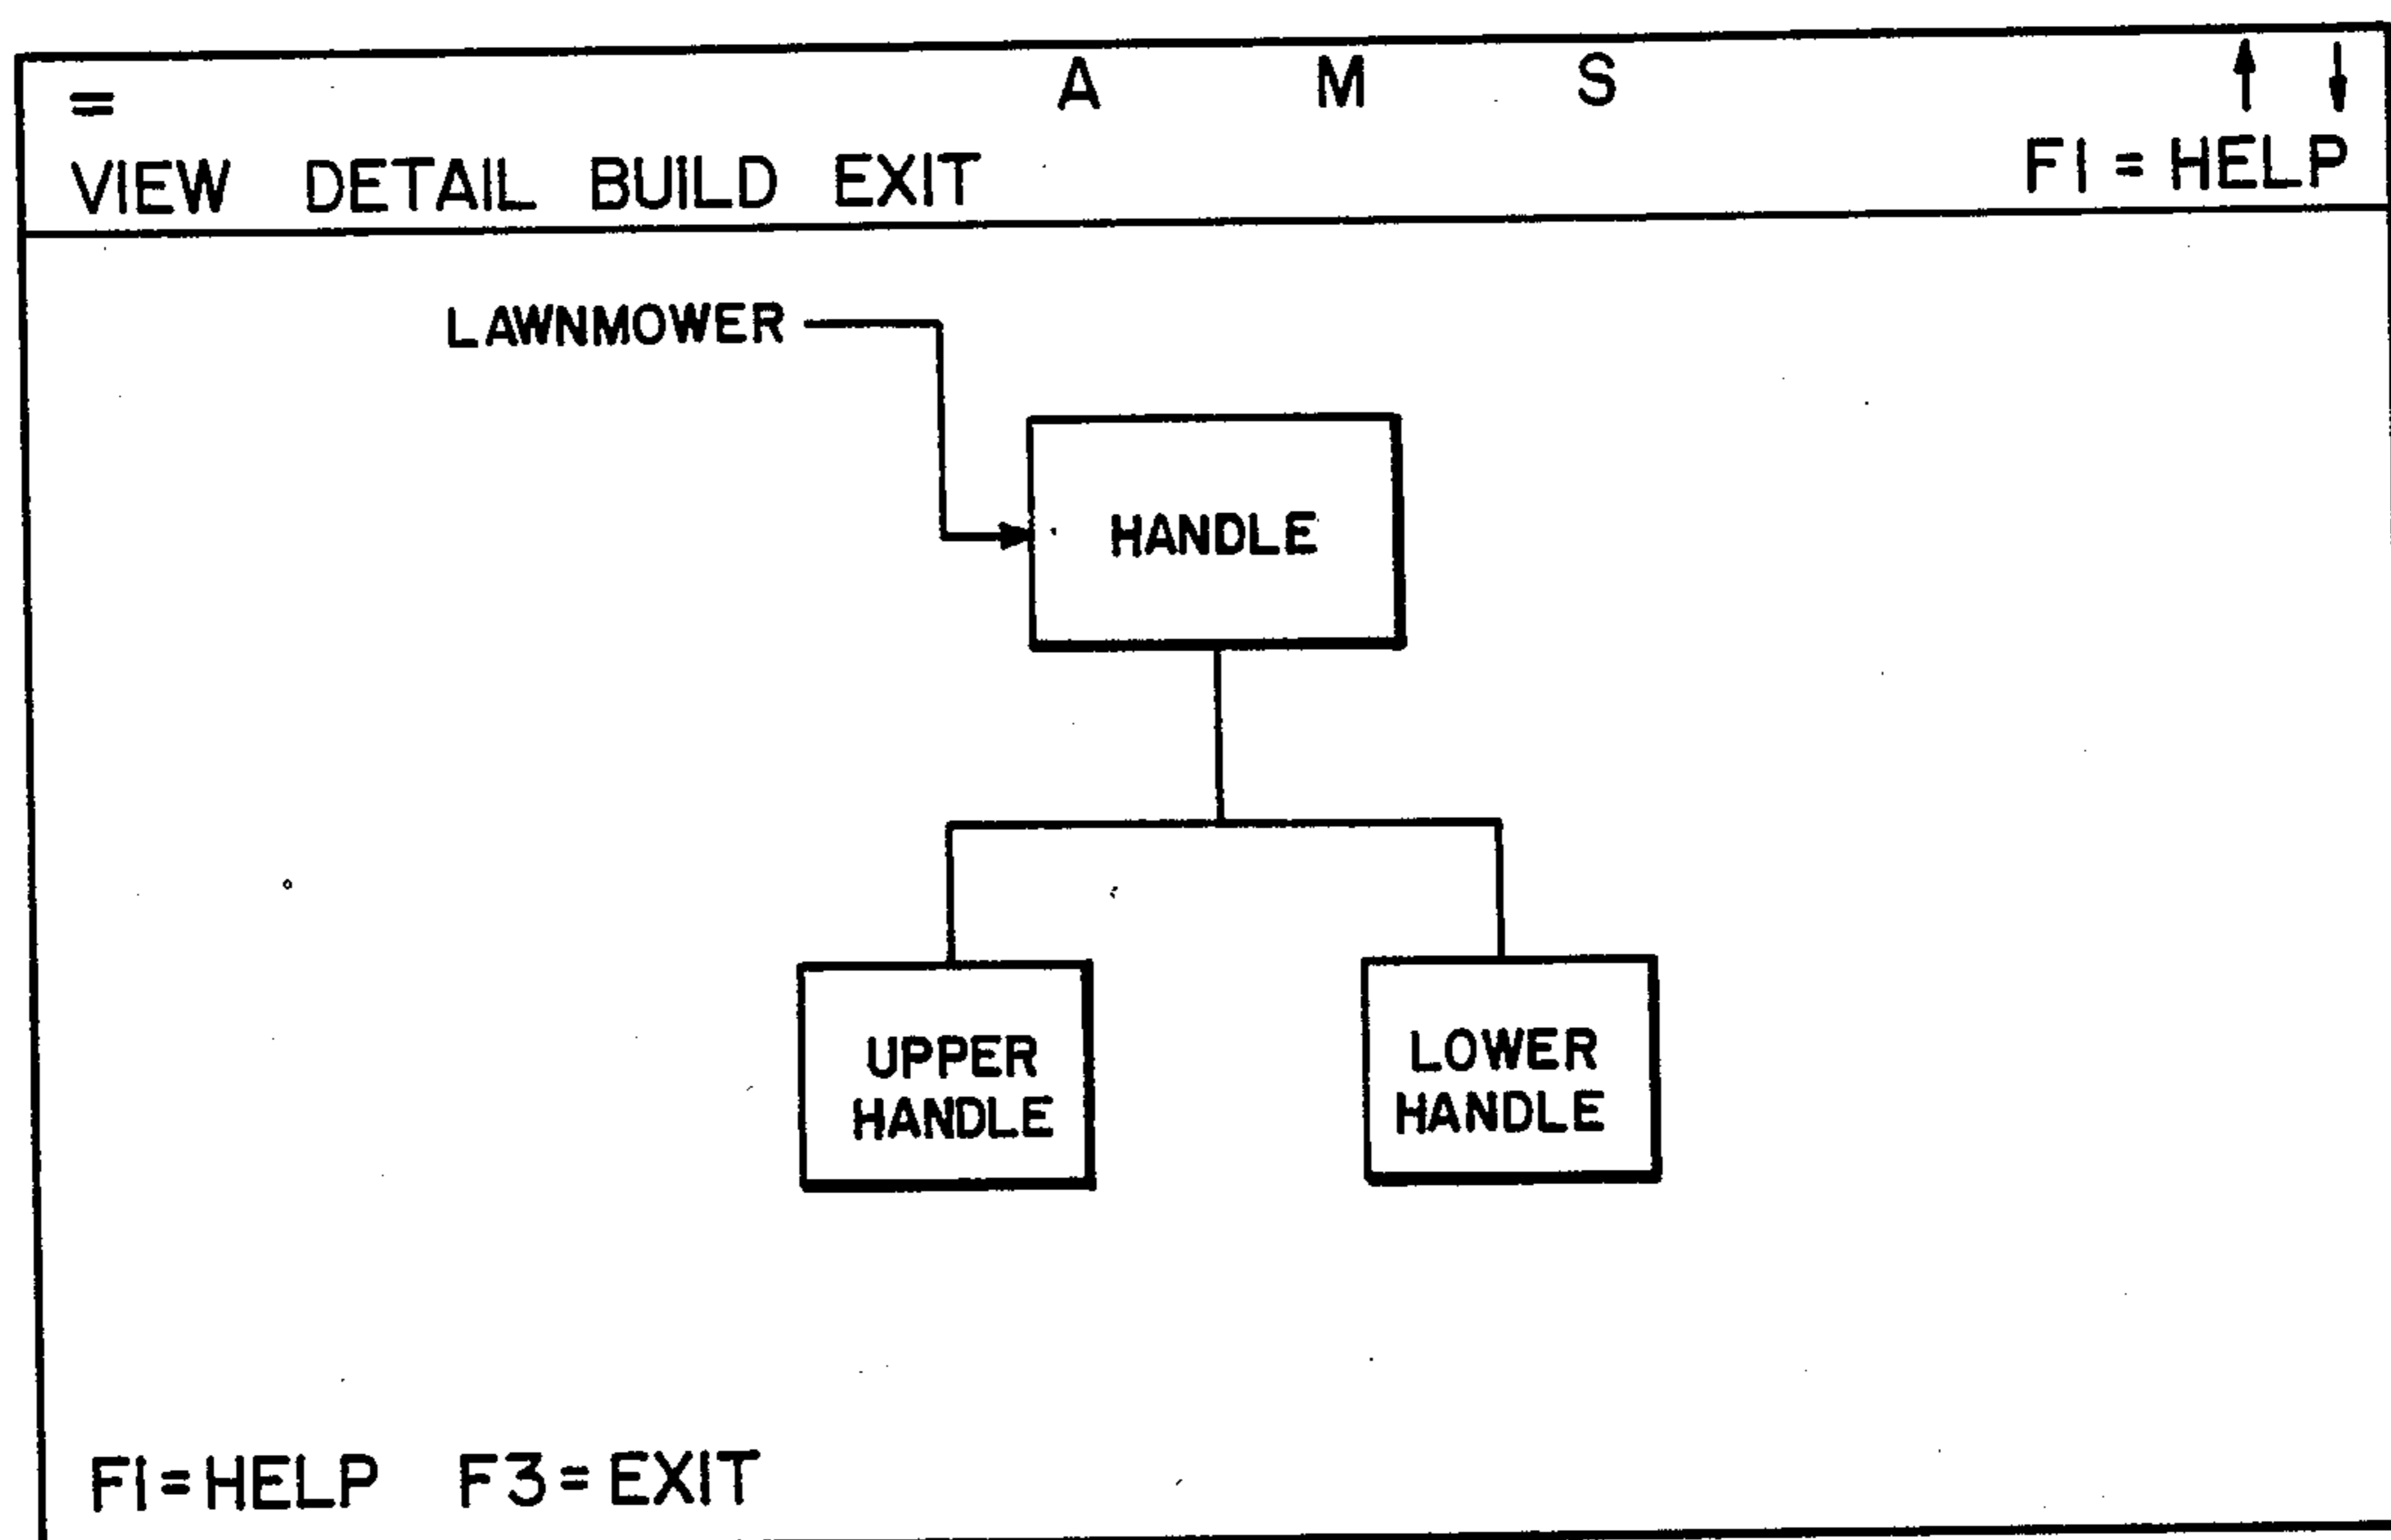 = A M S ↑ ↓
VIEW DETAIL BUILD EXIT F1 = HELP
LAWNMOWER
HANDLE
UPPER
HANDLE
LOWER
HANDLE
F1=HELP F3=EXIT